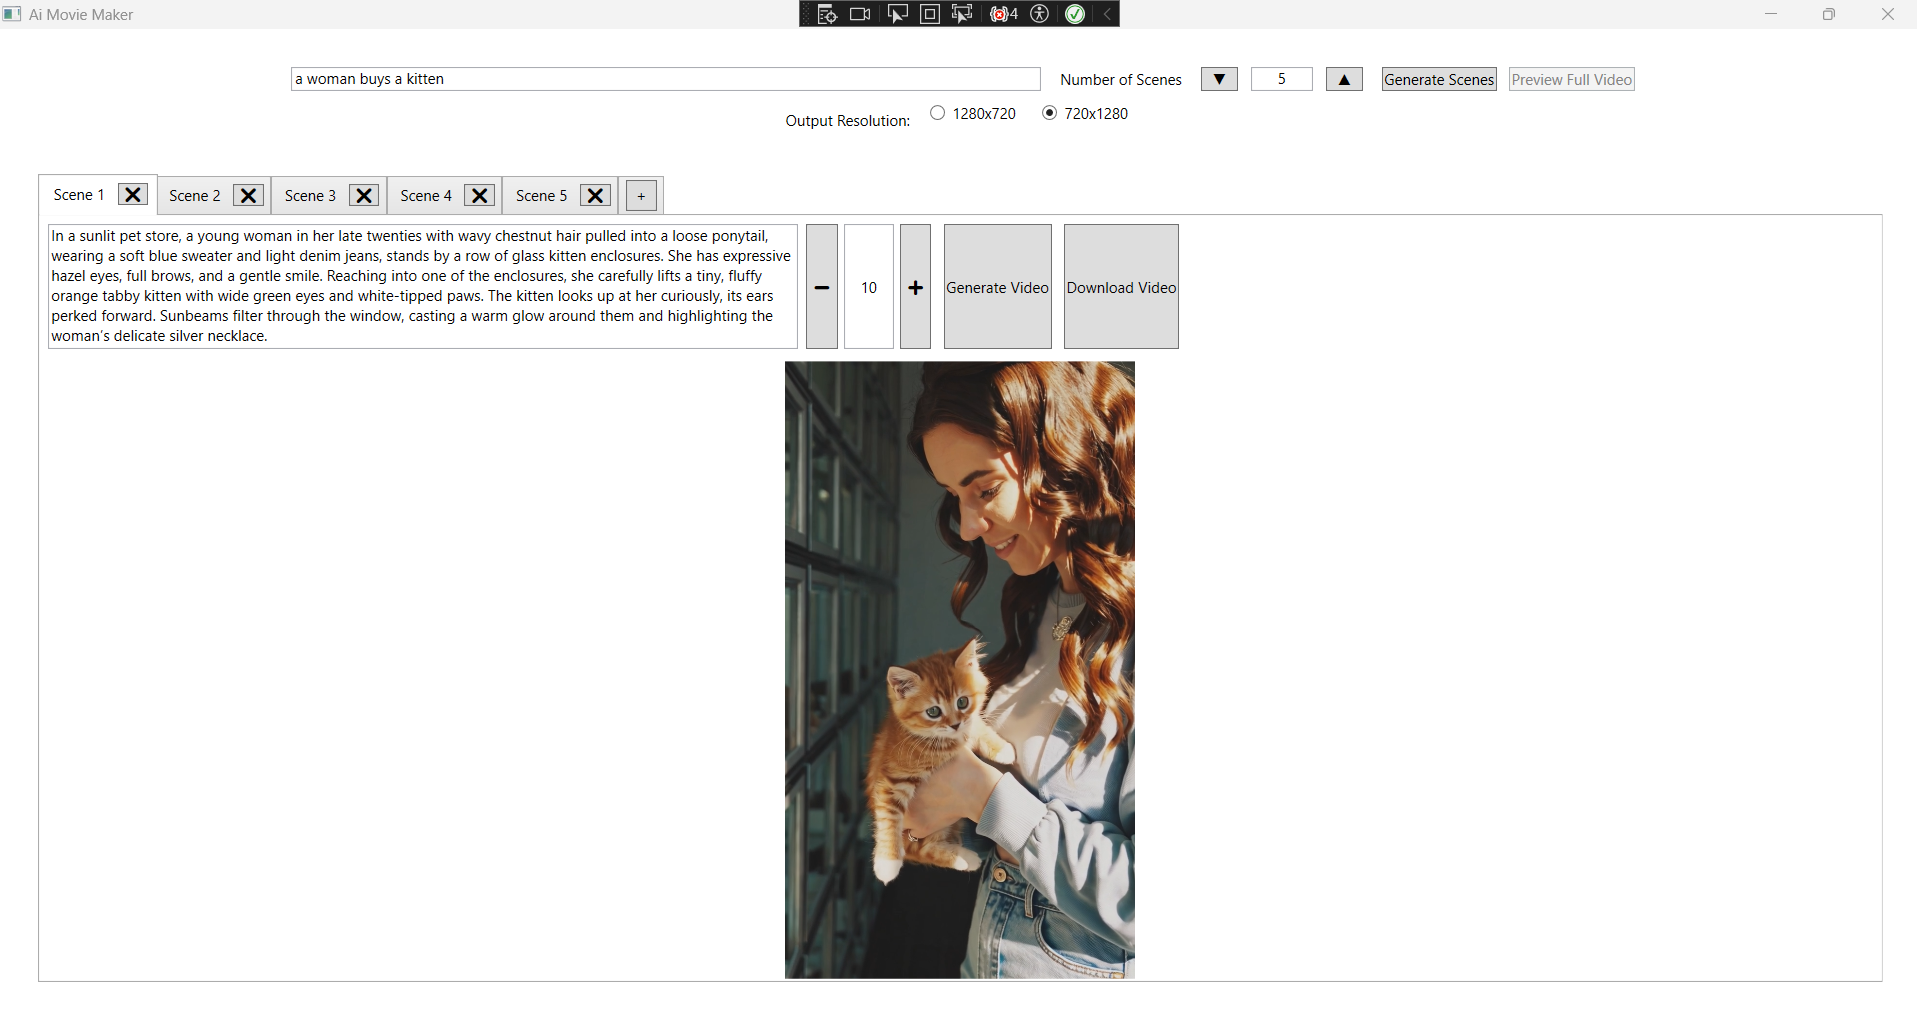 Ai Movie Maker
4
a woman buys a kitten
Number of Scenes
▼
5
▲
Generate Scenes
Preview Full Video
Output Resolution:
1280x720
720x1280
Scene 1
Scene 2
Scene 3
Scene 4
Scene 5
+
In a sunlit pet store, a young woman in her late twenties with wavy chestnut hair pulled into a loose ponytail,
wearing a soft blue sweater and light denim jeans, stands by a row of glass kitten enclosures. She has expressive
hazel eyes, full brows, and a gentle smile. Reaching into one of the enclosures, she carefully lifts a tiny, fluffy
orange tabby kitten with wide green eyes and white-tipped paws. The kitten looks up at her curiously, its ears
perked forward. Sunbeams filter through the window, casting a warm glow around them and highlighting the
woman's delicate silver necklace.
−
10
+
Generate Video
Download Video